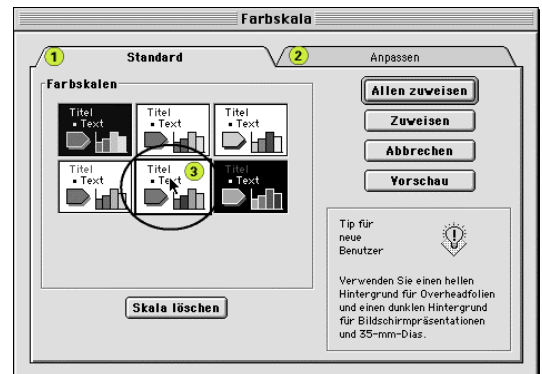 Farbskala
1 Standard
2 Anpassen
Farbskalen
Titel
▪ Text
Titel
▪ Text
Titel
▪ Text
Titel
▪ Text
Titel 3
▪ Text
Titel
▪ Text
Skala löschen
Allen zuweisen
Zuweisen
Abbrechen
Vorschau
Tip für
neue
Benutzer
Verwenden Sie einen hellen
Hintergrund für Overheadfolien
und einen dunklen Hintergrund
für Bildschirmpräsentationen
und 35-mm-Dias.